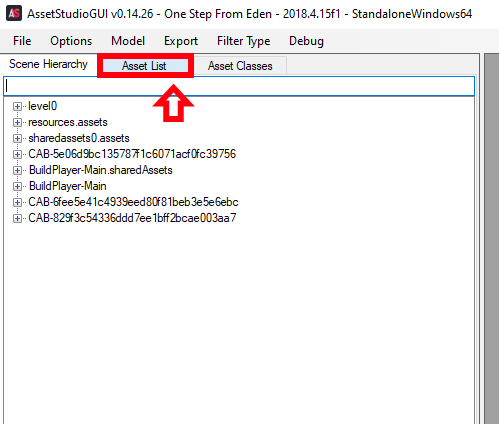 AS AssetStudioGUI v0.14.26 - One Step From Eden - 2018.4.15f1 - StandaloneWindows64
File Options Model Export Filter Type Debug
Scene Hierarchy Asset List Asset Classes
level0
resources.assets
sharedassets0.assets
CAB-5e06d9bc135787f1c6071acf0fc39756
BuildPlayer-Main.sharedAssets
BuildPlayer-Main
CAB-6fee5e41c4939eed80f81beb3e5e6ebc
CAB-829f3c54336ddd7ee1bff2bcae003aa7